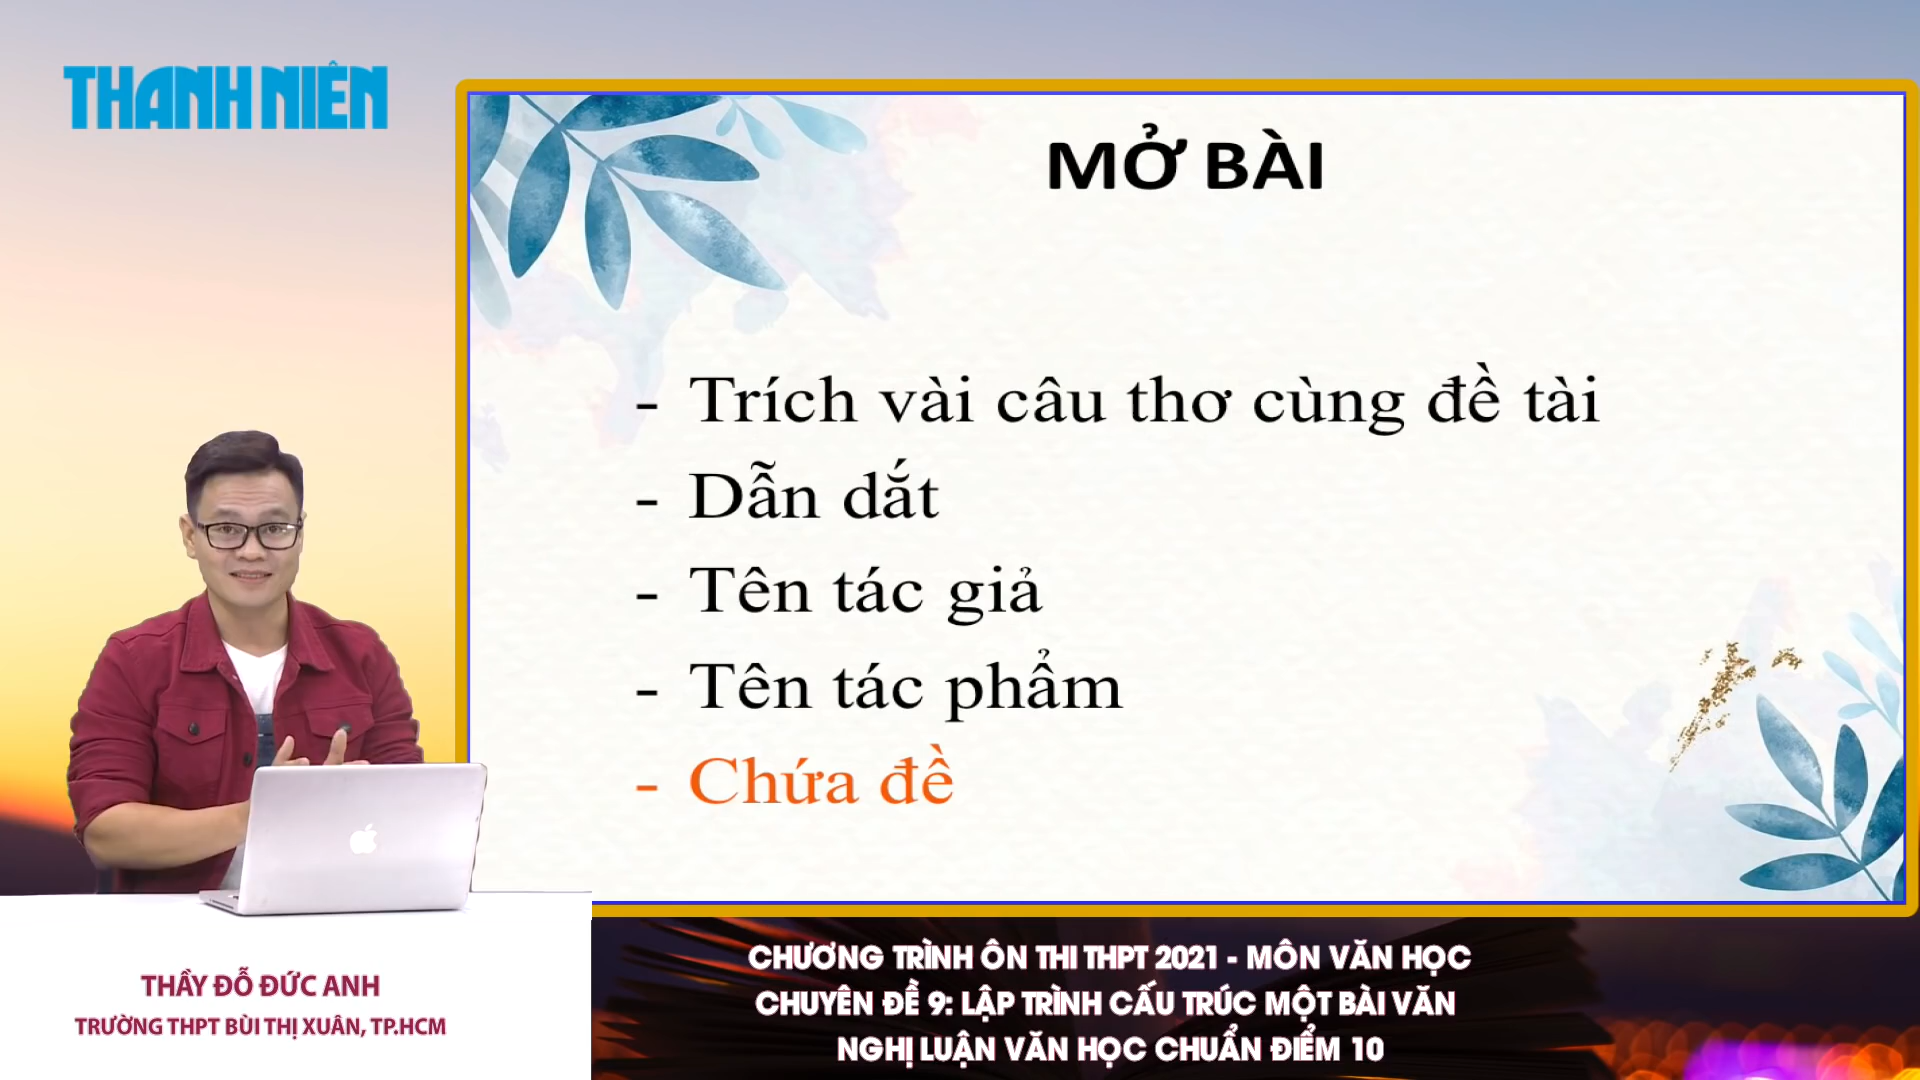 THANH NIÊN
MỞ BÀI
- Trích vài câu thơ cùng đề tài
- Dẫn dắt
- Tên tác giả
- Tên tác phẩm
- Chứa đề
THẦY ĐỖ ĐỨC ANH
TRƯỜNG THPT BÙI THỊ XUÂN, TP.HCM
CHƯƠNG TRÌNH ÔN THI THPT 2021 - MÔN VĂN HỌC
CHUYÊN ĐỀ 9: LẬP TRÌNH CẤU TRÚC MỘT BÀI VĂN
NGHỊ LUẬN VĂN HỌC CHUẨN ĐIỂM 10